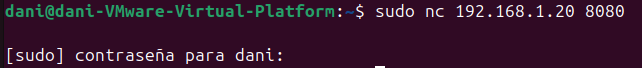 dani@dani-VMware-Virtual-Platform:~$ sudo nc 192.168.1.20 8080
[sudo] contraseña para dani: